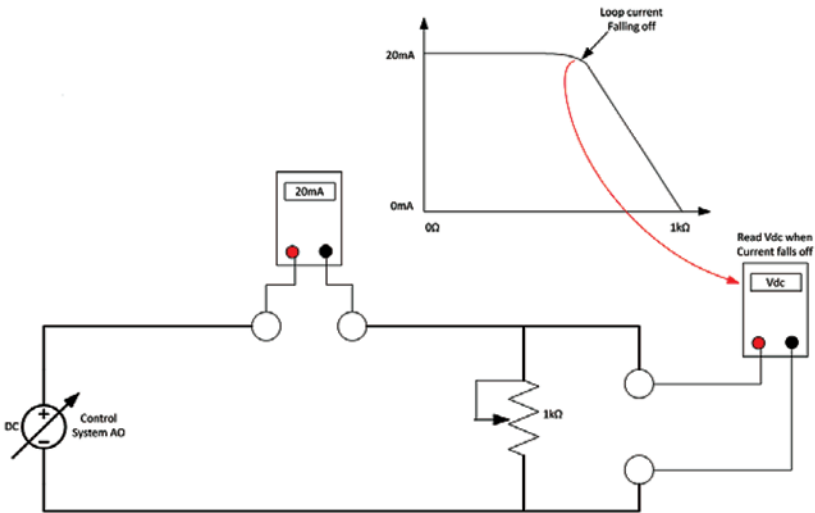 Loop current
Falling off
20mA
0mA
0Ω
1kΩ
20mA
Read Vdc when
Current falls off
Vdc
DC
+
−
Control
System AO
1kΩ